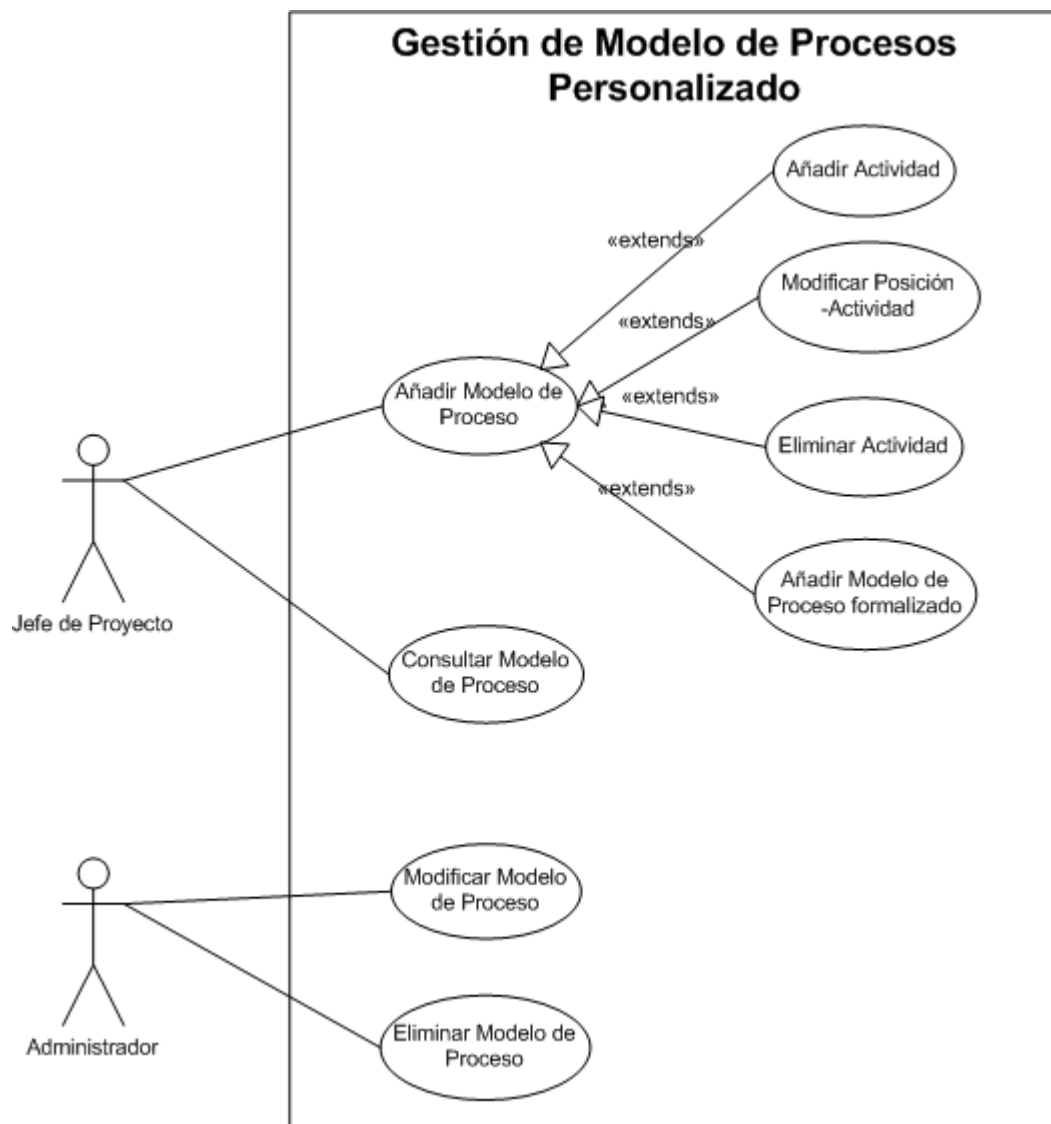 Gestión de Modelo de Procesos
Personalizado
Añadir Actividad
«extends»
Modificar Posición
-Actividad
«extends»
Añadir Modelo de
Proceso
«extends»
Eliminar Actividad
«extends»
Añadir Modelo de
Proceso formalizado
Jefe de Proyecto
Consultar Modelo
de Proceso
Modificar Modelo
de Proceso
Administrador
Eliminar Modelo de
Proceso